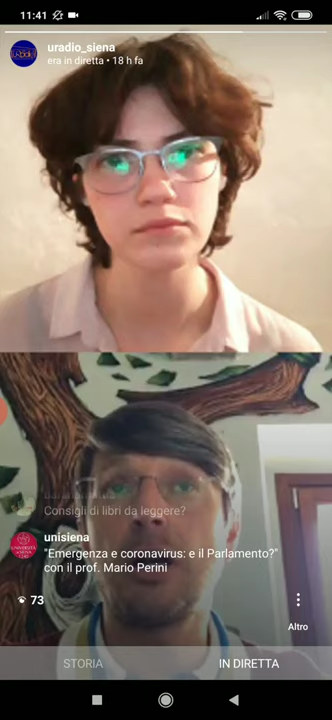 11:41
uradio_siena
era in diretta • 18 h fa
Consigli di libri da leggere?
unisiena
"Emergenza e coronavirus: e il Parlamento?"
con il prof. Mario Perini
73
Altro
STORIA
IN DIRETTA